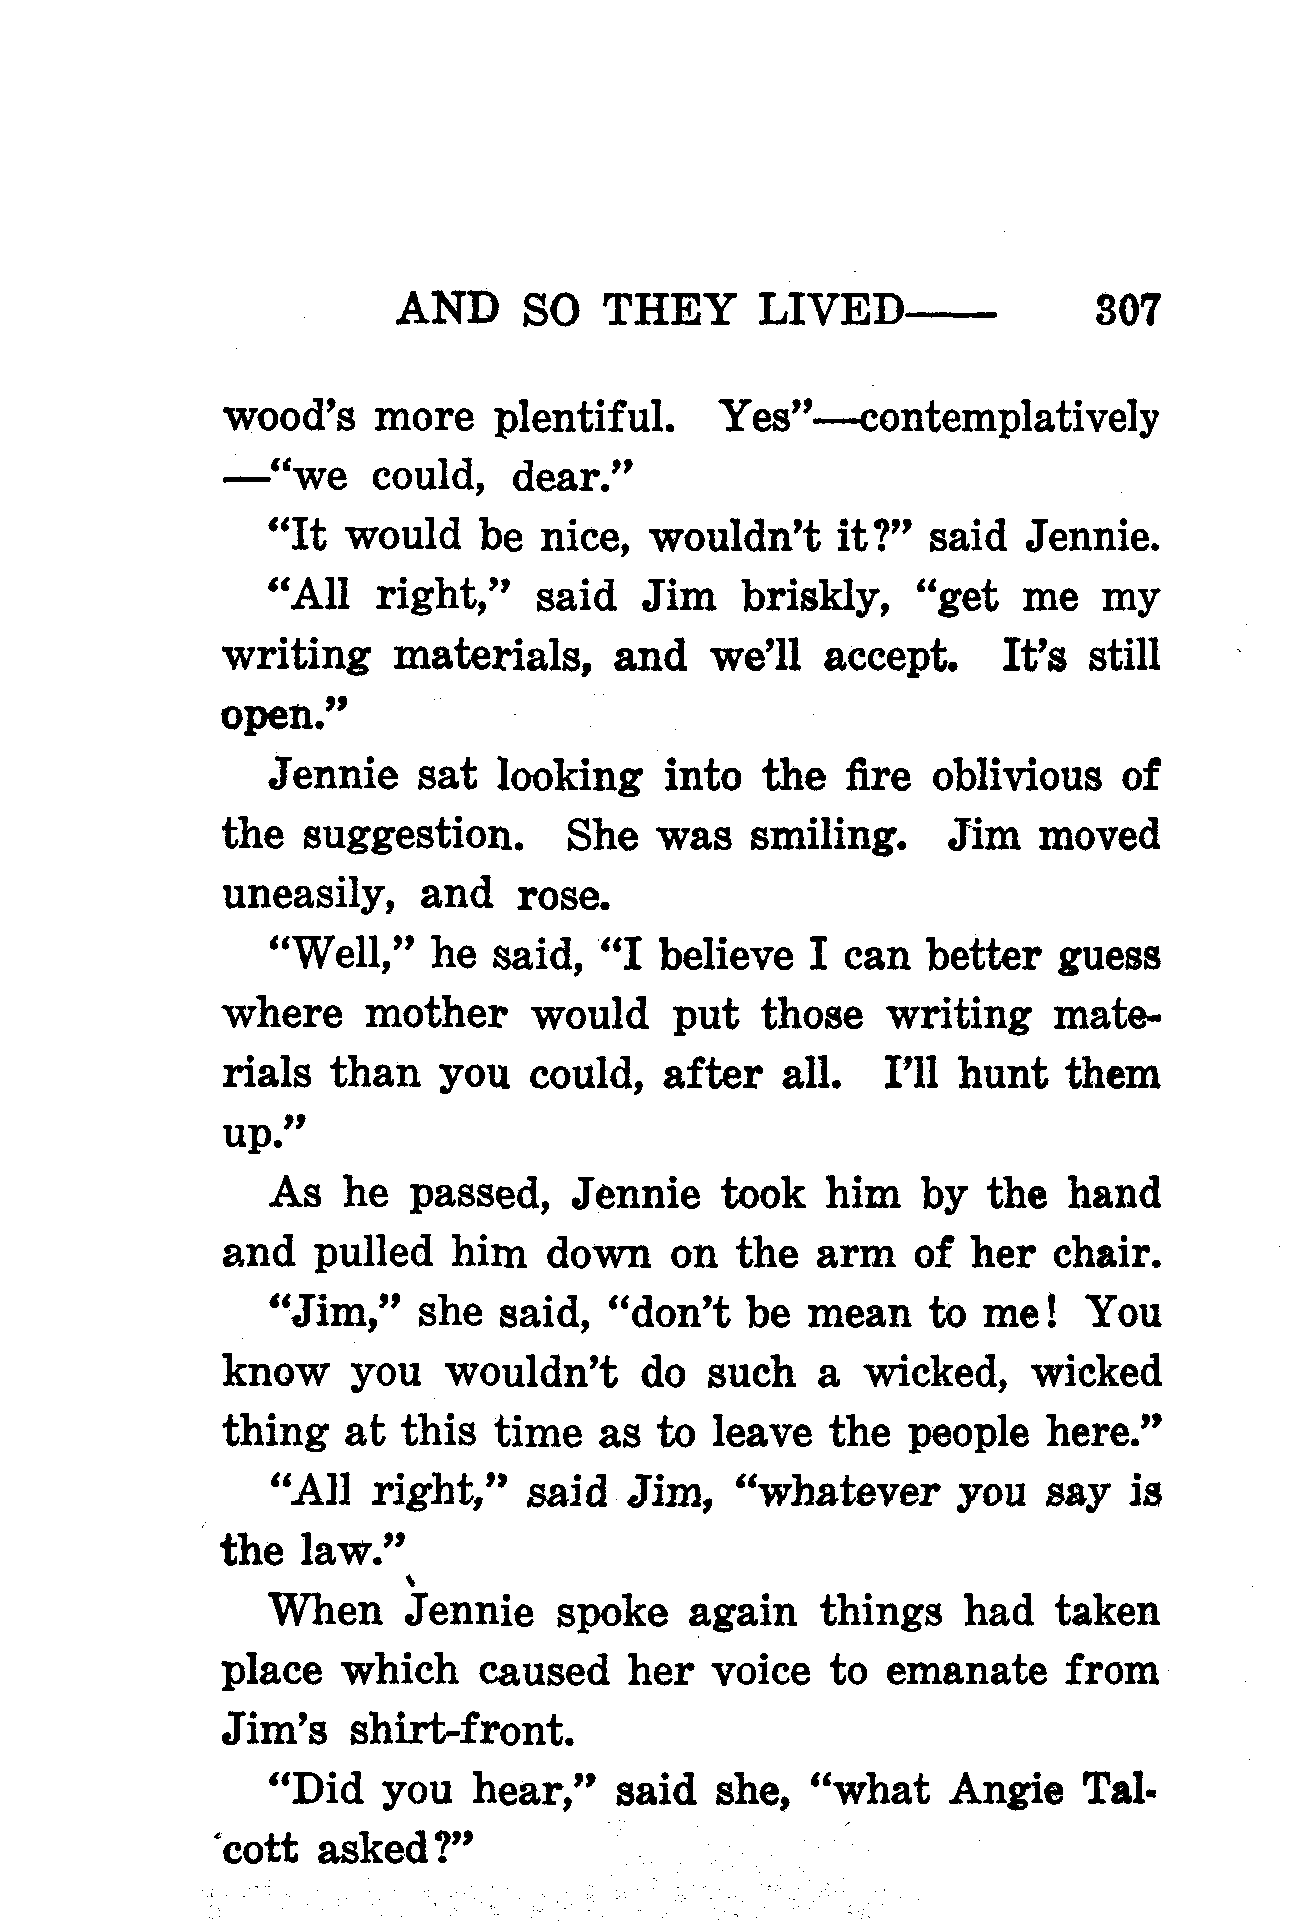 AND SO THEY LIVED—— 307
wood's more plentiful. Yes"—contemplatively
—"we could, dear."
"It would be nice, wouldn't it?" said Jennie.
"All right," said Jim briskly, "get me my
writing materials, and we'll accept. It's still
open."
Jennie sat looking into the fire oblivious of
the suggestion. She was smiling. Jim moved
uneasily, and rose.
"Well," he said, "I believe I can better guess
where mother would put those writing mate-
rials than you could, after all. I'll hunt them
up."
As he passed, Jennie took him by the hand
and pulled him down on the arm of her chair.
"Jim," she said, "don't be mean to me! You
know you wouldn't do such a wicked, wicked
thing at this time as to leave the people here."
"All right," said Jim, "whatever you say is
the law."
When Jennie spoke again things had taken
place which caused her voice to emanate from
Jim's shirt-front.
"Did you hear," said she, "what Angie Tal-
cott asked?"